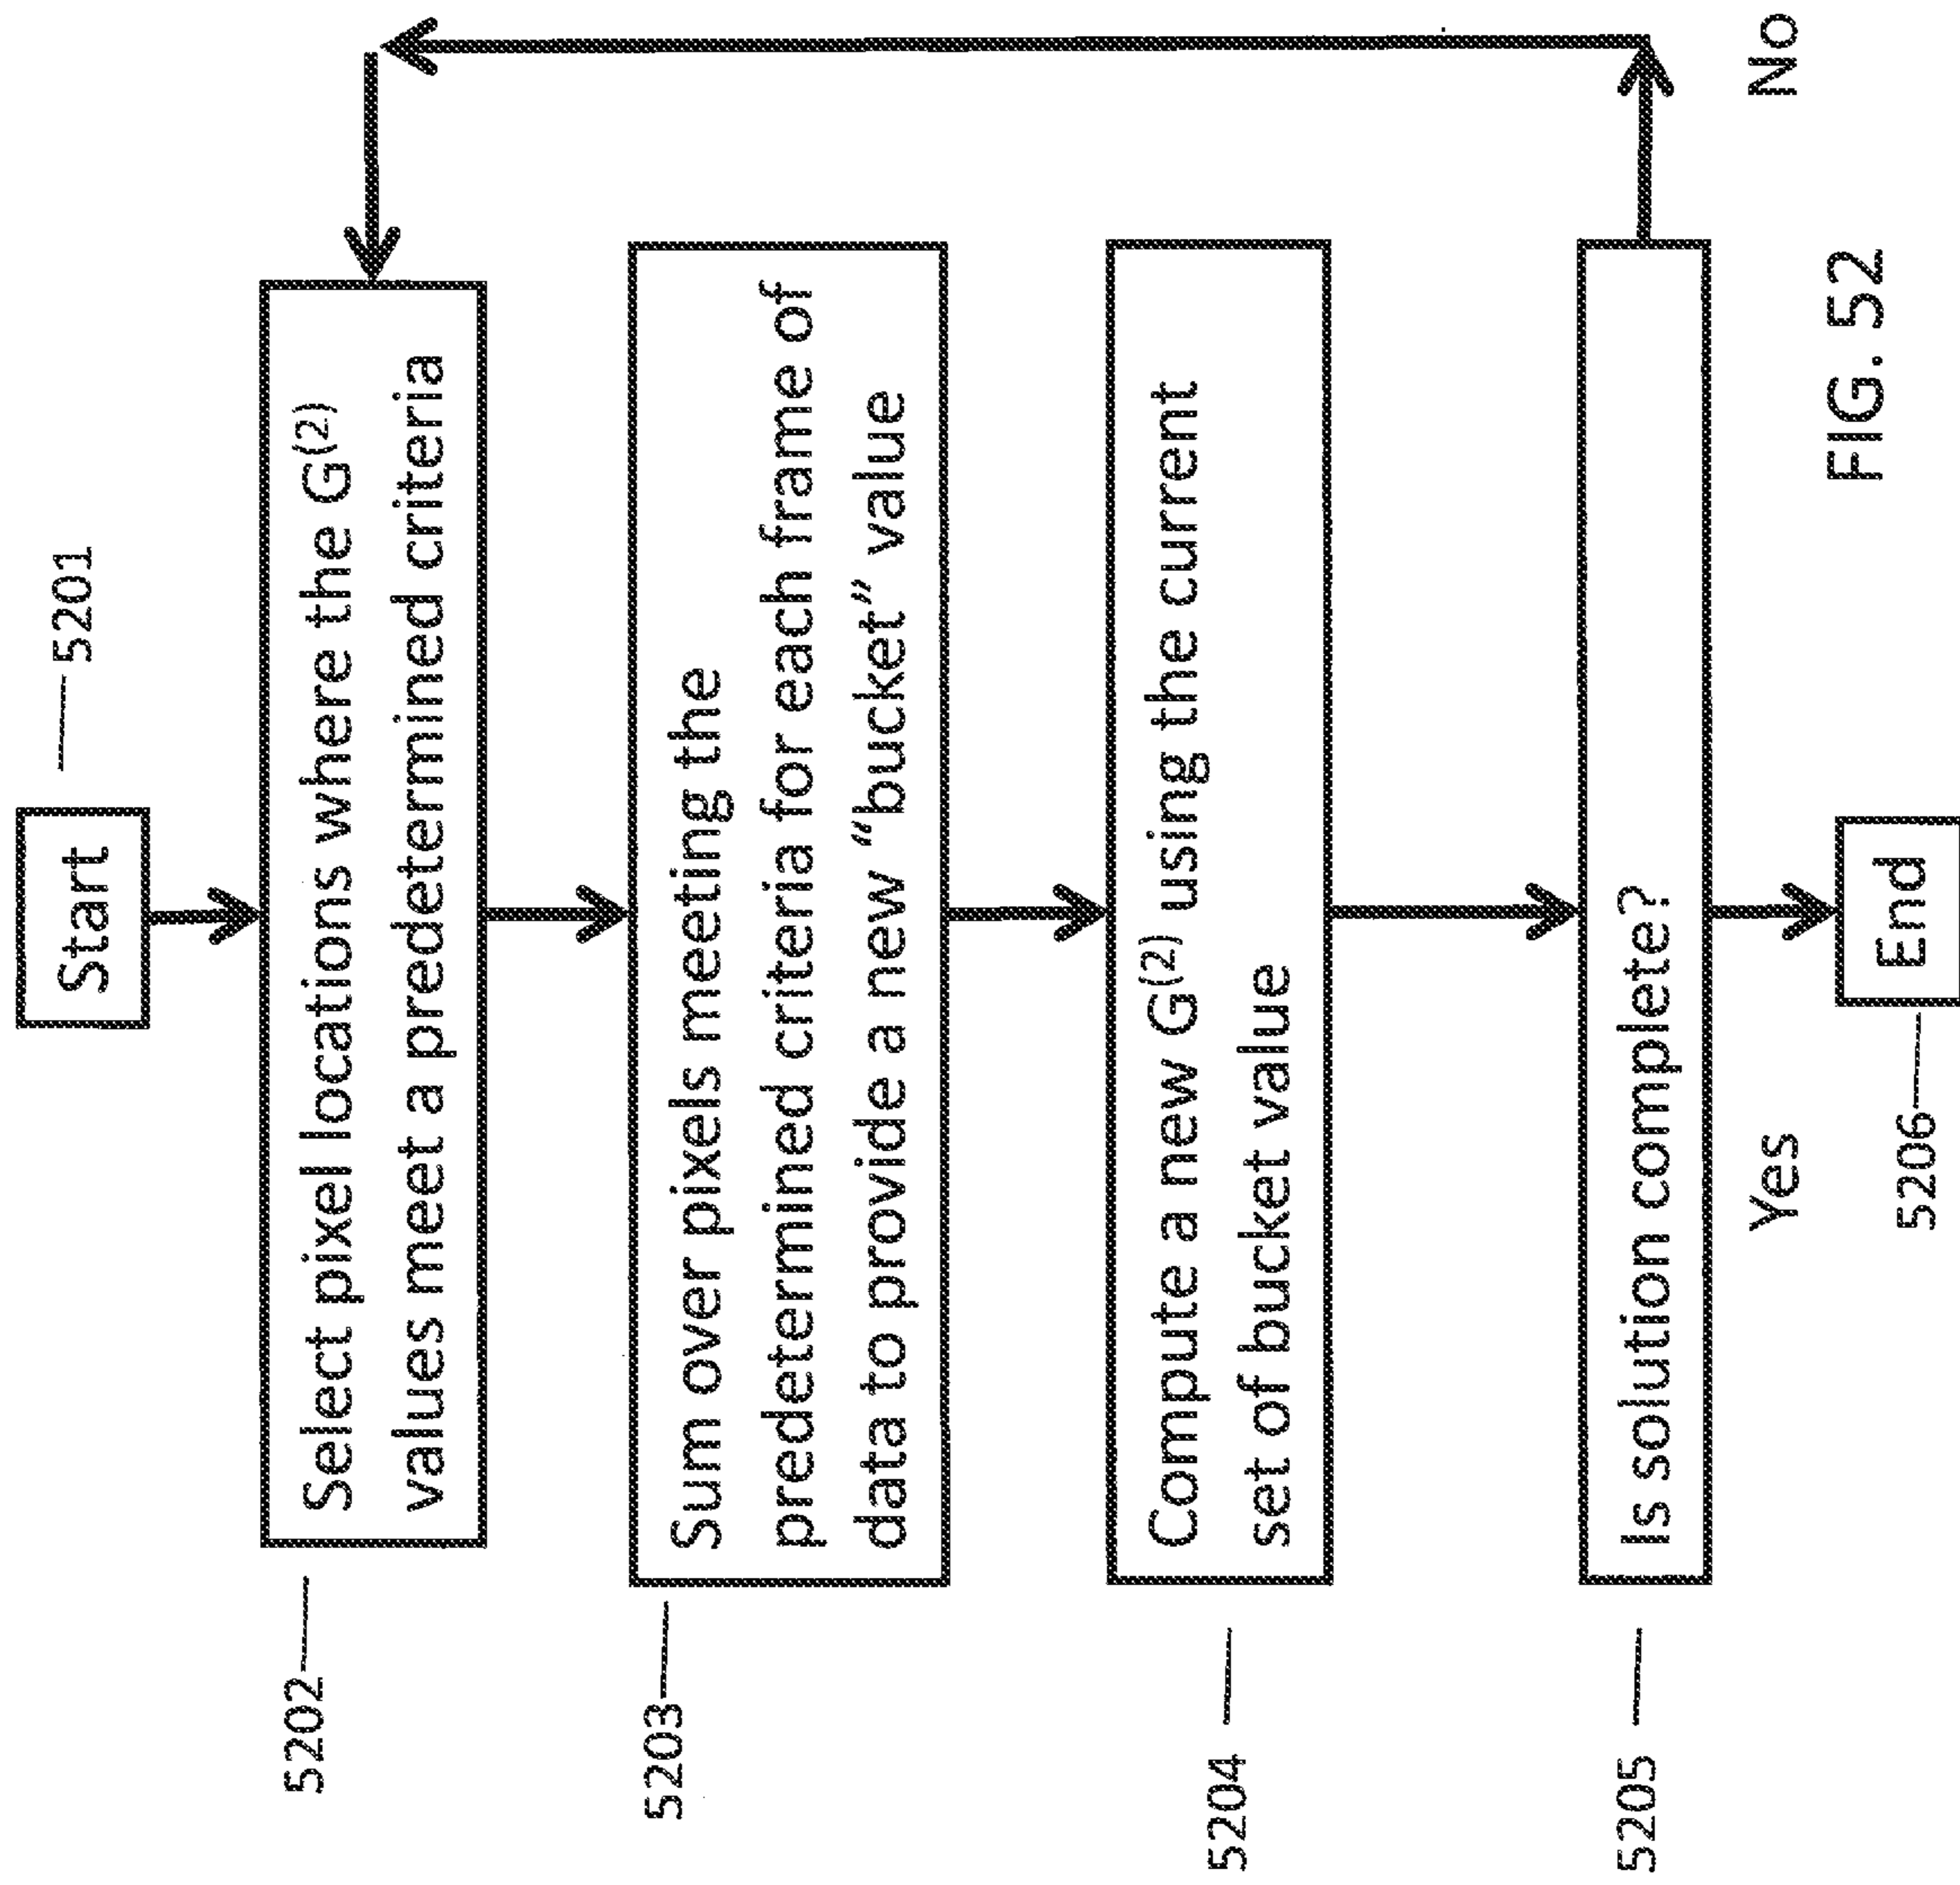 Start
5201
5202
Select pixel locations where the G(2)
values meet a predetermined criteria
5203
Sum over pixels meeting the
predetermined criteria for each frame of
data to provide a new “bucket” value
5204
Compute a new G(2) using the current
set of bucket value
5205
Is solution complete?
Yes
No
5206
End
FIG. 52